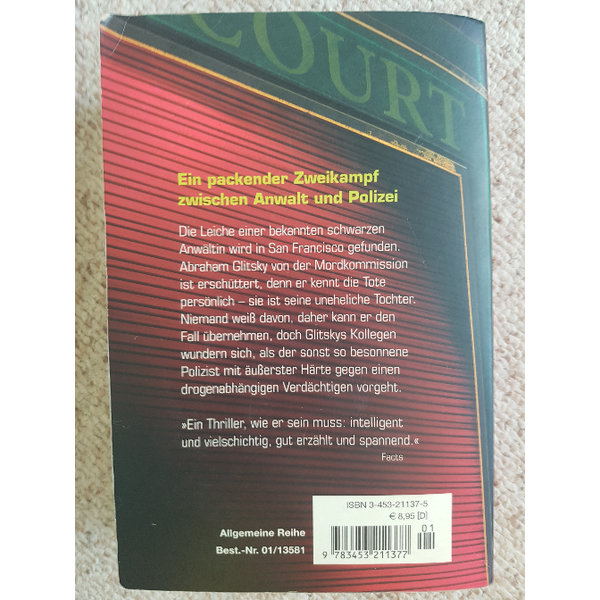 COURT
Ein packender Zweikampf
zwischen Anwalt und Polizei
Die Leiche einer bekannten schwarzen
Anwältin wird in San Francisco gefunden.
Abraham Glitsky von der Mordkommission
ist erschüttert, denn er kennt die Tote
persönlich – sie ist seine uneheliche Tochter.
Niemand weiß davon, daher kann er den
Fall übernehmen, doch Glitskys Kollegen
wundern sich, als der sonst so besonnene
Polizist mit äußerster Härte gegen einen
drogenabhängigen Verdächtigen vorgeht.
»Ein Thriller, wie er sein muss: intelligent
und vielschichtig, gut erzählt und spannend.«
Facts
ISBN 3-453-21137-5
€ 8,95 [D]
01
9 783453 211377
Allgemeine Reihe
Best.-Nr. 01/13581